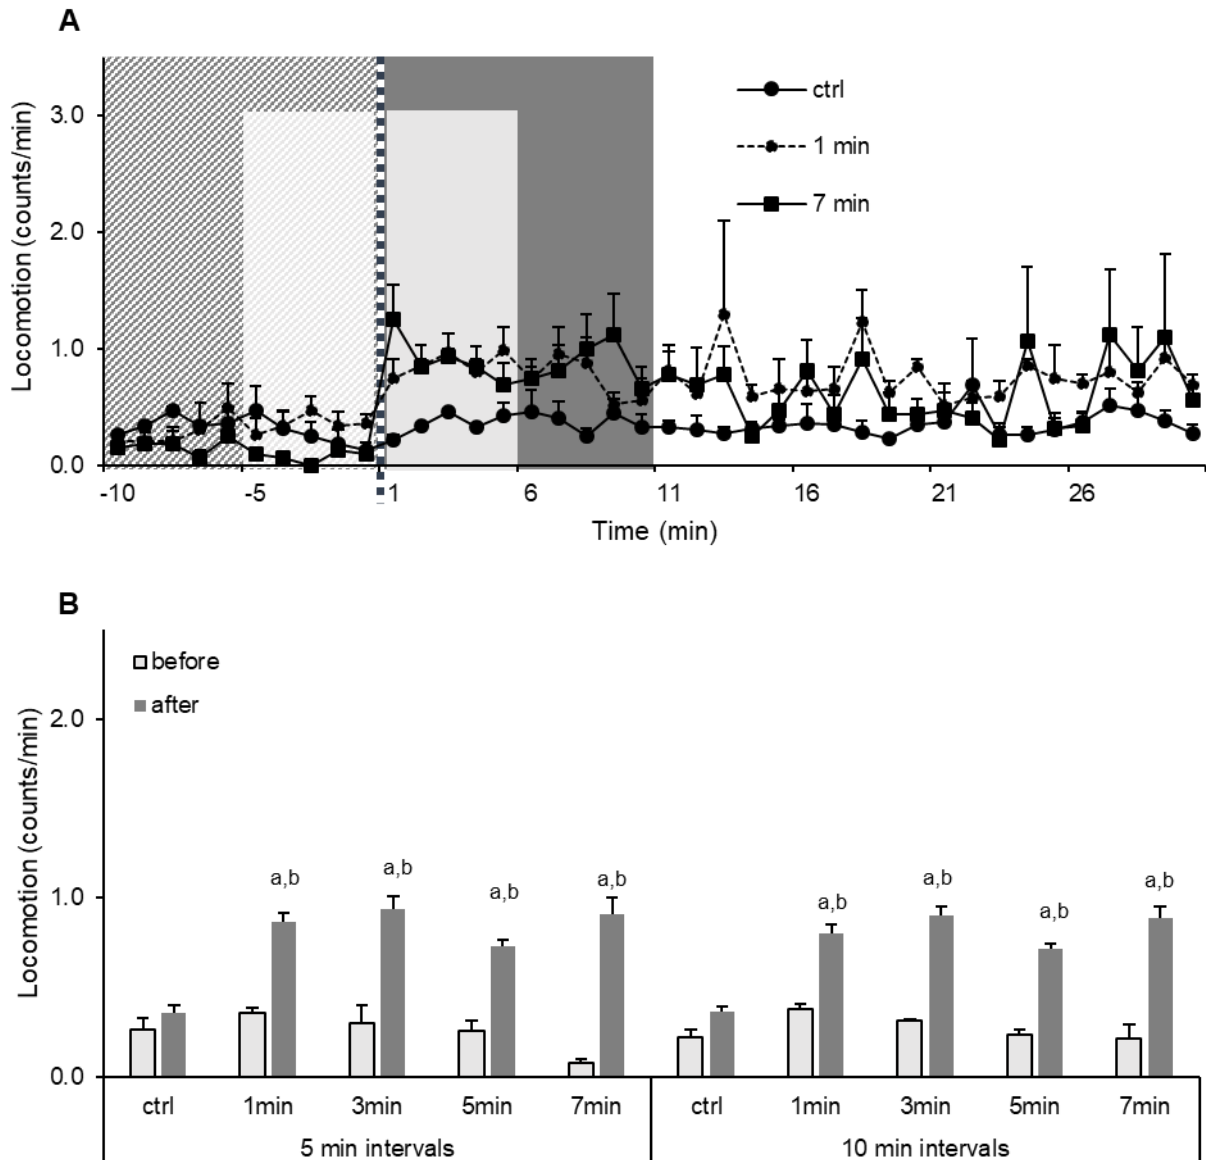 A
Locomotion (counts/min)
3.0
2.0
1.0
0.0
ctrl
1 min
7 min
-10 -5 1 6 11 16 21 26
Time (min)
B
Locomotion (counts/min)
before
after
2.0
1.0
0.0
a,b a,b a,b a,b a,b a,b a,b a,b
ctrl 1min 3min 5min 7min ctrl 1min 3min 5min 7min
5 min intervals 10 min intervals